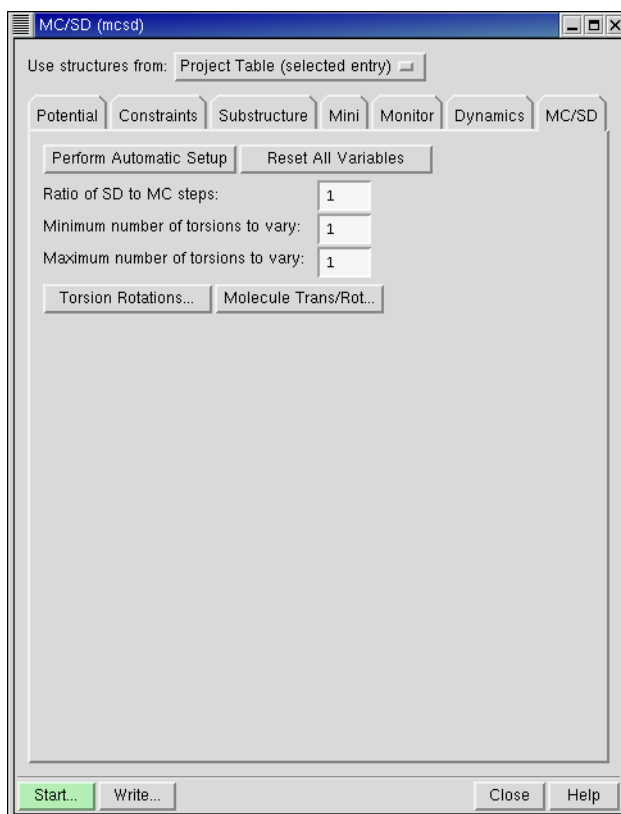 MC/SD (mcsd)
Use structures from: Project Table (selected entry)
Potential Constraints Substructure Mini Monitor Dynamics MC/SD
Perform Automatic Setup Reset All Variables
Ratio of SD to MC steps: 1
Minimum number of torsions to vary: 1
Maximum number of torsions to vary: 1
Torsion Rotations... Molecule Trans/Rot...
Start... Write... Close Help